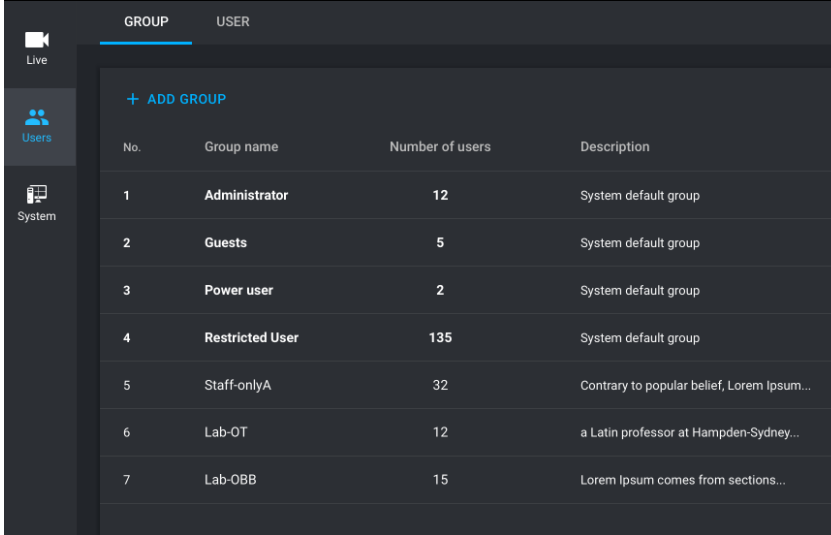 GROUP USER
Live
+ ADD GROUP
Users
No. Group name Number of users Description
1 Administrator 12 System default group
System
2 Guests 5 System default group
3 Power user 2 System default group
4 Restricted User 135 System default group
5 Staff-onlyA 32 Contrary to popular belief, Lorem Ipsum...
6 Lab-OT 12 a Latin professor at Hampden-Sydney...
7 Lab-OBB 15 Lorem Ipsum comes from sections...